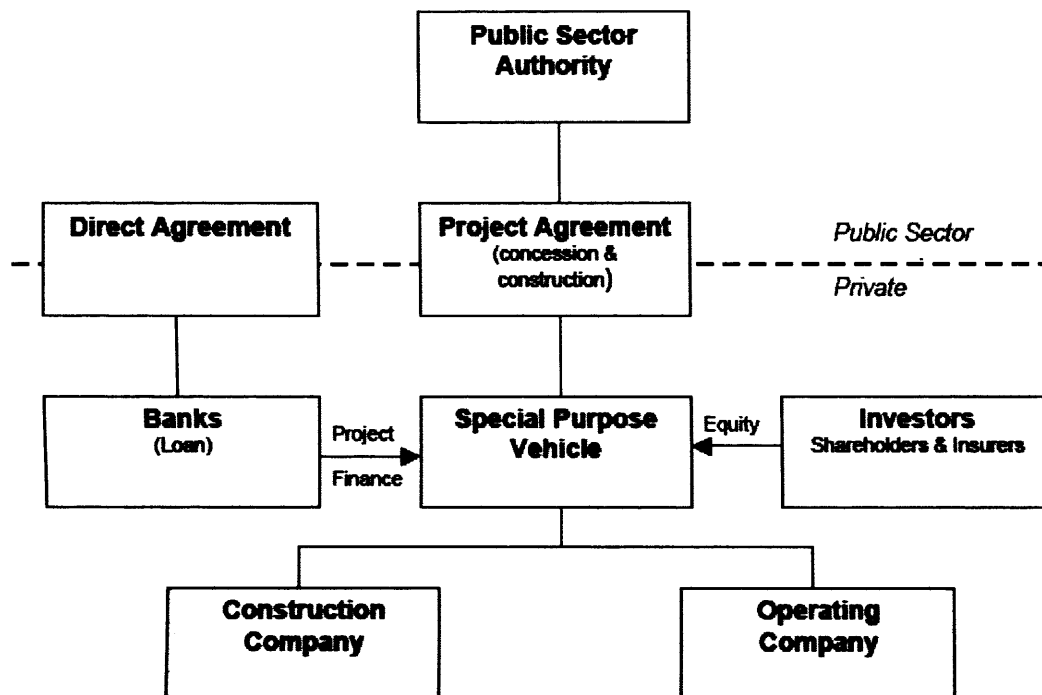 Public Sector
Authority
Direct Agreement
Project Agreement
(concession &
construction)
Public Sector
Private
Banks
(Loan)
Project
Finance
Special Purpose
Vehicle
Equity
Investors
Shareholders & Insurers
Construction
Company
Operating
Company